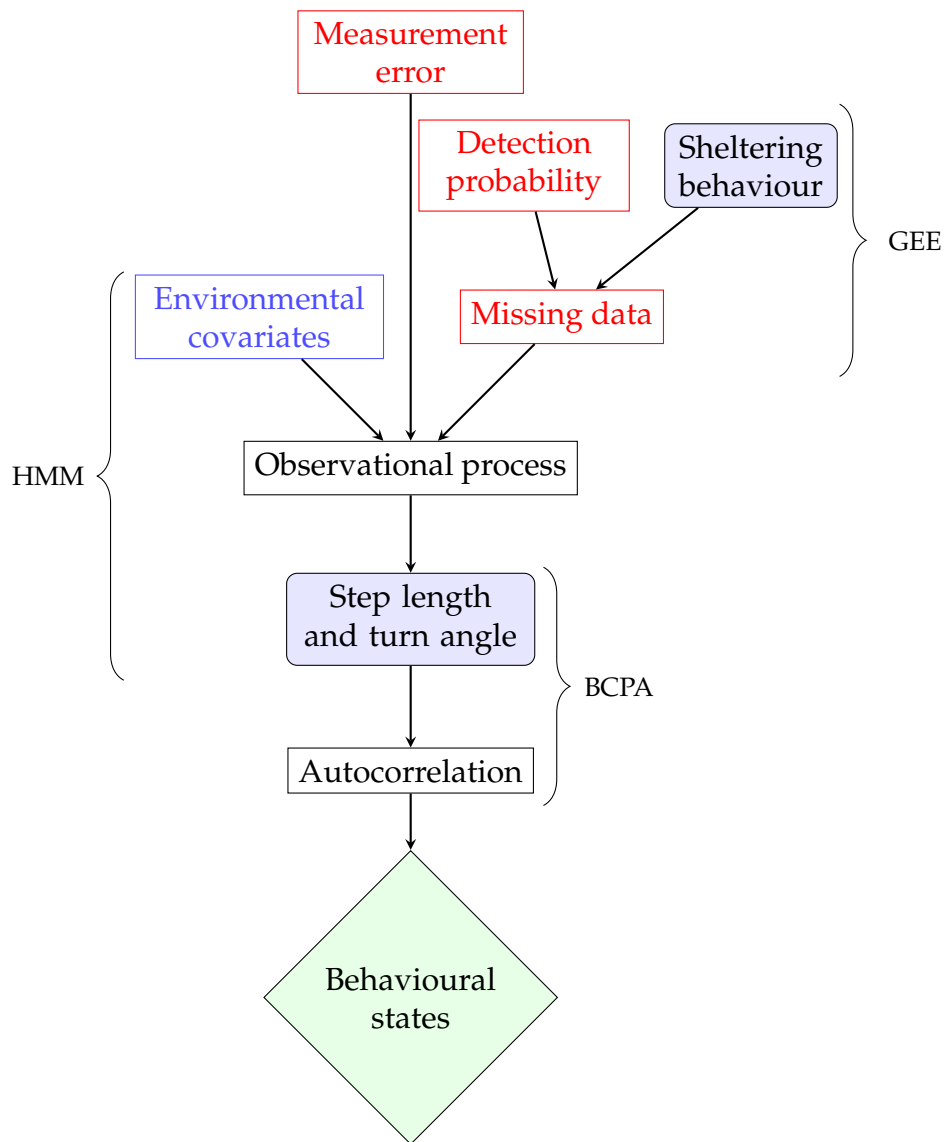 Measurement
error
Detection
probability
Sheltering
behaviour
GEE
Environmental
covariates
Missing data
HMM
Observational process
Step length
and turn angle
BCPA
Autocorrelation
Behavioural
states